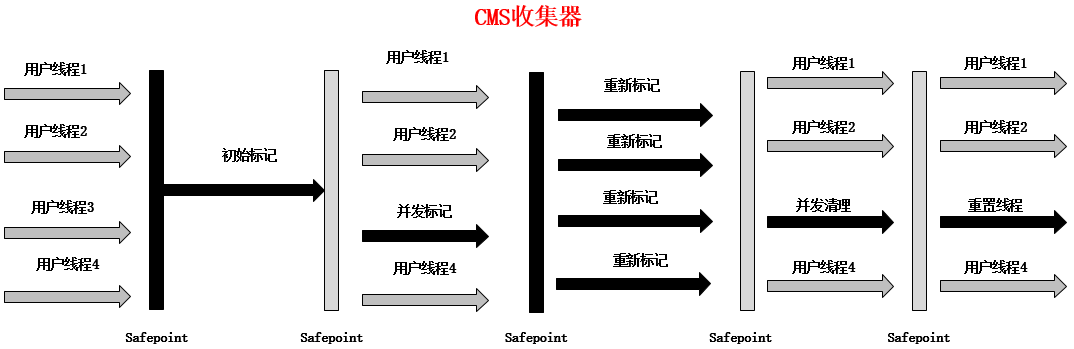 CMS收集器
用户线程1
用户线程2
用户线程3
用户线程4
初始标记
用户线程1
用户线程2
并发标记
用户线程4
重新标记
重新标记
重新标记
重新标记
用户线程1
用户线程2
并发清理
用户线程4
用户线程1
用户线程2
重置线程
用户线程4
Safepoint
Safepoint
Safepoint
Safepoint
Safepoint